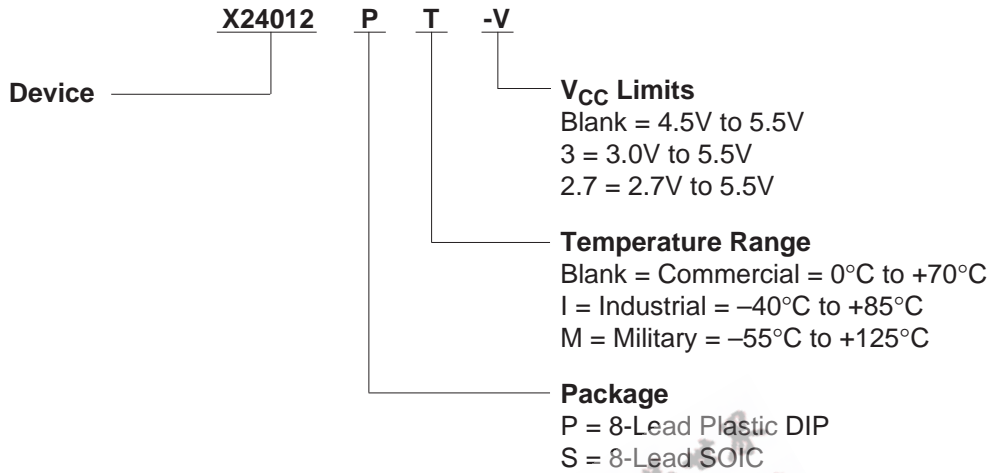 X24012 P T -V
Device
VCC Limits
Blank = 4.5V to 5.5V
3 = 3.0V to 5.5V
2.7 = 2.7V to 5.5V
Temperature Range
Blank = Commercial = 0°C to +70°C
I = Industrial = –40°C to +85°C
M = Military = –55°C to +125°C
Package
P = 8-Lead Plastic DIP
S = 8-Lead SOIC